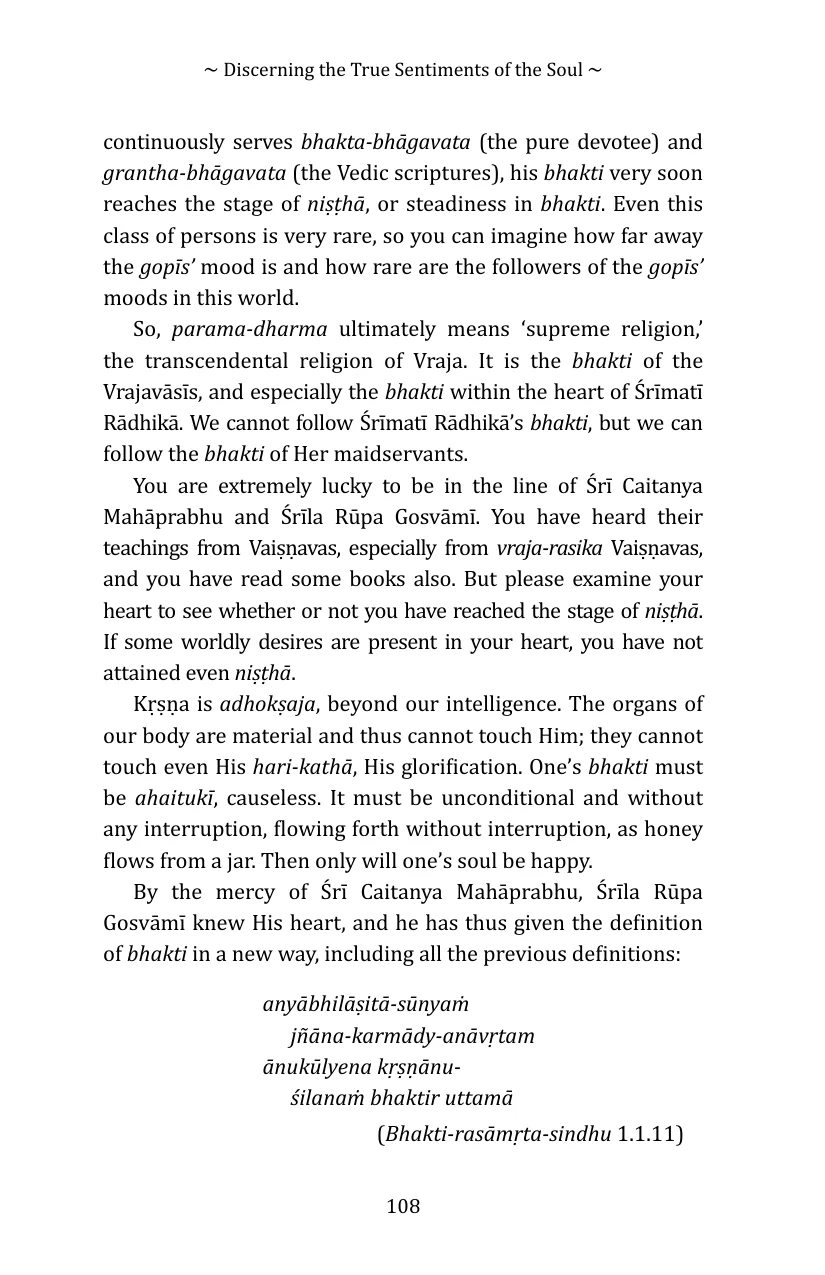 ~ Discerning the True Sentiments of the Soul ~
continuously serves bhakta-bhāgavata (the pure devotee) and
grantha-bhāgavata (the Vedic scriptures), his bhakti very soon
reaches the stage of niṣṭhā, or steadiness in bhakti. Even this
class of persons is very rare, so you can imagine how far away
the gopīs’ mood is and how rare are the followers of the gopīs’
moods in this world.
So, parama-dharma ultimately means ‘supreme religion,’
the transcendental religion of Vraja. It is the bhakti of the
Vrajavāsīs, and especially the bhakti within the heart of Śrīmatī
Rādhikā. We cannot follow Śrīmatī Rādhikā’s bhakti, but we can
follow the bhakti of Her maidservants.
You are extremely lucky to be in the line of Śrī Caitanya
Mahāprabhu and Śrīla Rūpa Gosvāmī. You have heard their
teachings from Vaiṣṇavas, especially from vraja-rasika Vaiṣṇavas,
and you have read some books also. But please examine your
heart to see whether or not you have reached the stage of niṣṭhā.
If some worldly desires are present in your heart, you have not
attained even niṣṭhā.
Kṛṣṇa is adhokṣaja, beyond our intelligence. The organs of
our body are material and thus cannot touch Him; they cannot
touch even His hari-kathā, His glorification. One’s bhakti must
be ahaitukī, causeless. It must be unconditional and without
any interruption, flowing forth without interruption, as honey
flows from a jar. Then only will one’s soul be happy.
By the mercy of Śrī Caitanya Mahāprabhu, Śrīla Rūpa
Gosvāmī knew His heart, and he has thus given the definition
of bhakti in a new way, including all the previous definitions:
anyābhilāṣitā-sūnyaṁ
jñāna-karmādy-anāvṛtam
ānukūlyena kṛṣṇānu-
śilanaṁ bhaktir uttamā
(Bhakti-rasāmṛta-sindhu 1.1.11)
108